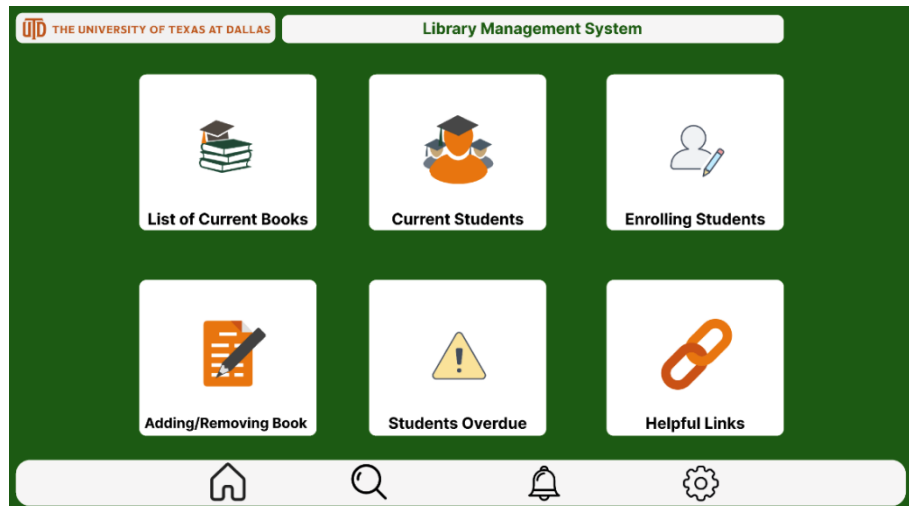 UTD THE UNIVERSITY OF TEXAS AT DALLAS
Library Management System
List of Current Books
Current Students
Enrolling Students
Adding/Removing Book
Students Overdue
Helpful Links